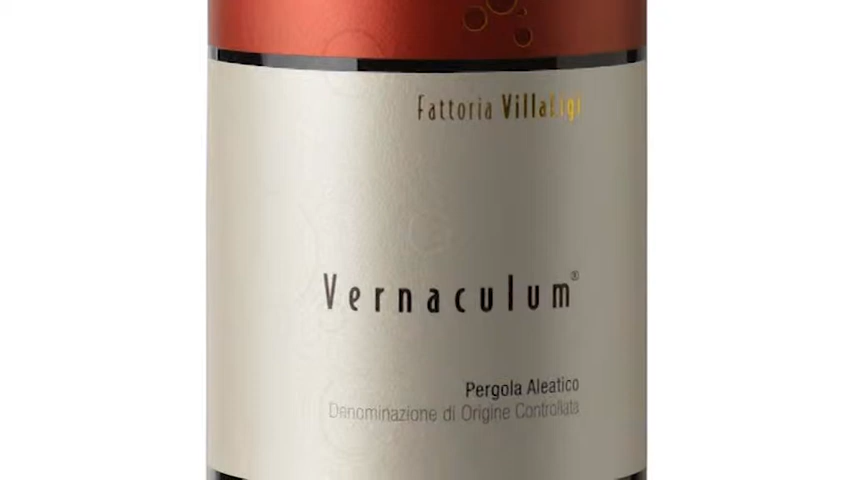 Fattoria Villaligi
Vernaculum®
Pergola Aleatico
Denominazione di Origine Controllata